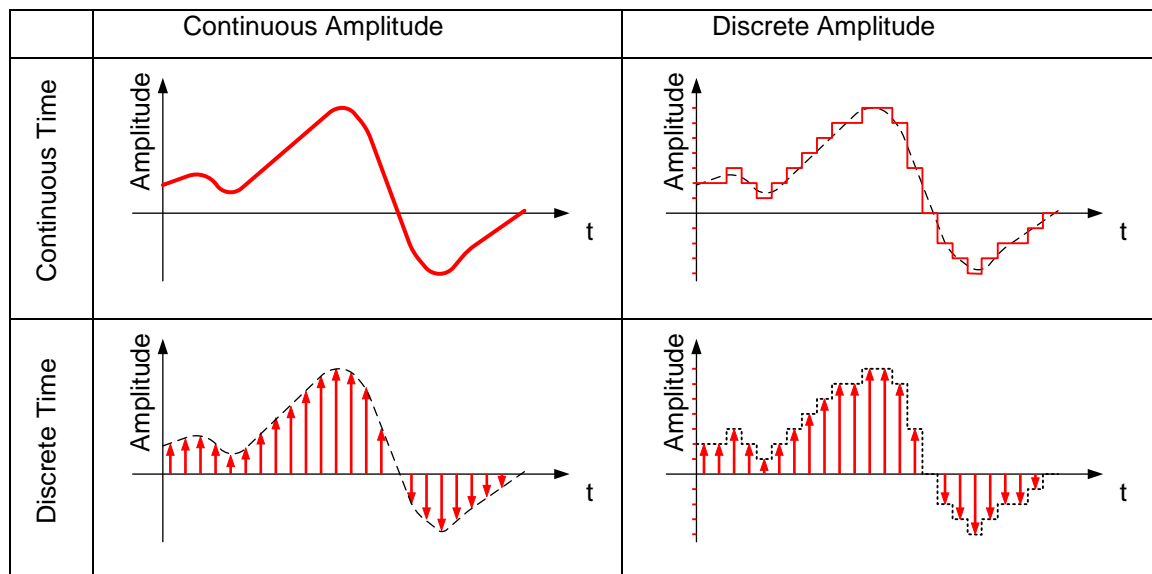 Continuous Amplitude
Discrete Amplitude
Continuous Time
Amplitude
t
Amplitude
t
Discrete Time
Amplitude
t
Amplitude
t